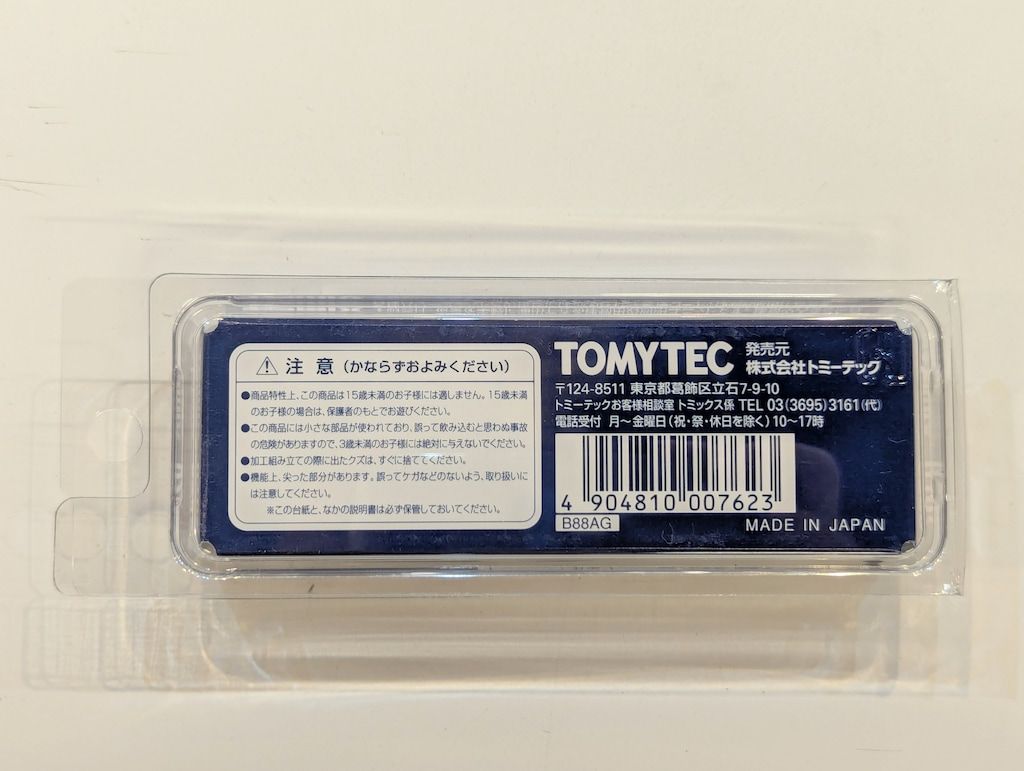 ⚠ 注 意 (かならずおよみください)
●商品特性上、この商品は15歳未満のお子様には適しません。15歳未満
のお子様の場合は、保護者のもとでお遊びください。
●この商品には小さな部品が使われており、誤って飲み込むと思わぬ事故
の危険がありますので、3歳未満のお子様には絶対に与えないでください。
●加工組み立ての際に出たクズは、すぐに捨ててください。
●機能上、尖った部分があります。誤ってケガなどのないよう、取り扱いに
は注意してください。
※この台紙と、なかの説明書は必ず保管しておいてください。
TOMYTEC 発売元
株式会社トミーテック
〒124-8511 東京都葛飾区立石7-9-10
トミーテックお客様相談室 トミックス係 TEL 03(3695)3161(代)
電話受付 月〜金曜日(祝・祭・休日を除く)10〜17時
4 904810 007623
B88AG
MADE IN JAPAN